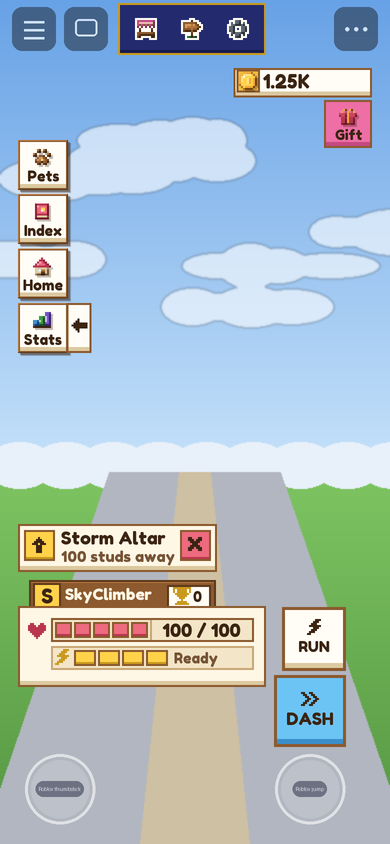 1.25K
Gift
Pets
Index
Home
Stats
Storm Altar
100 studs away
S SkyClimber 0
100 / 100
Ready
RUN
DASH
Roblox thumbstick
Roblox jump